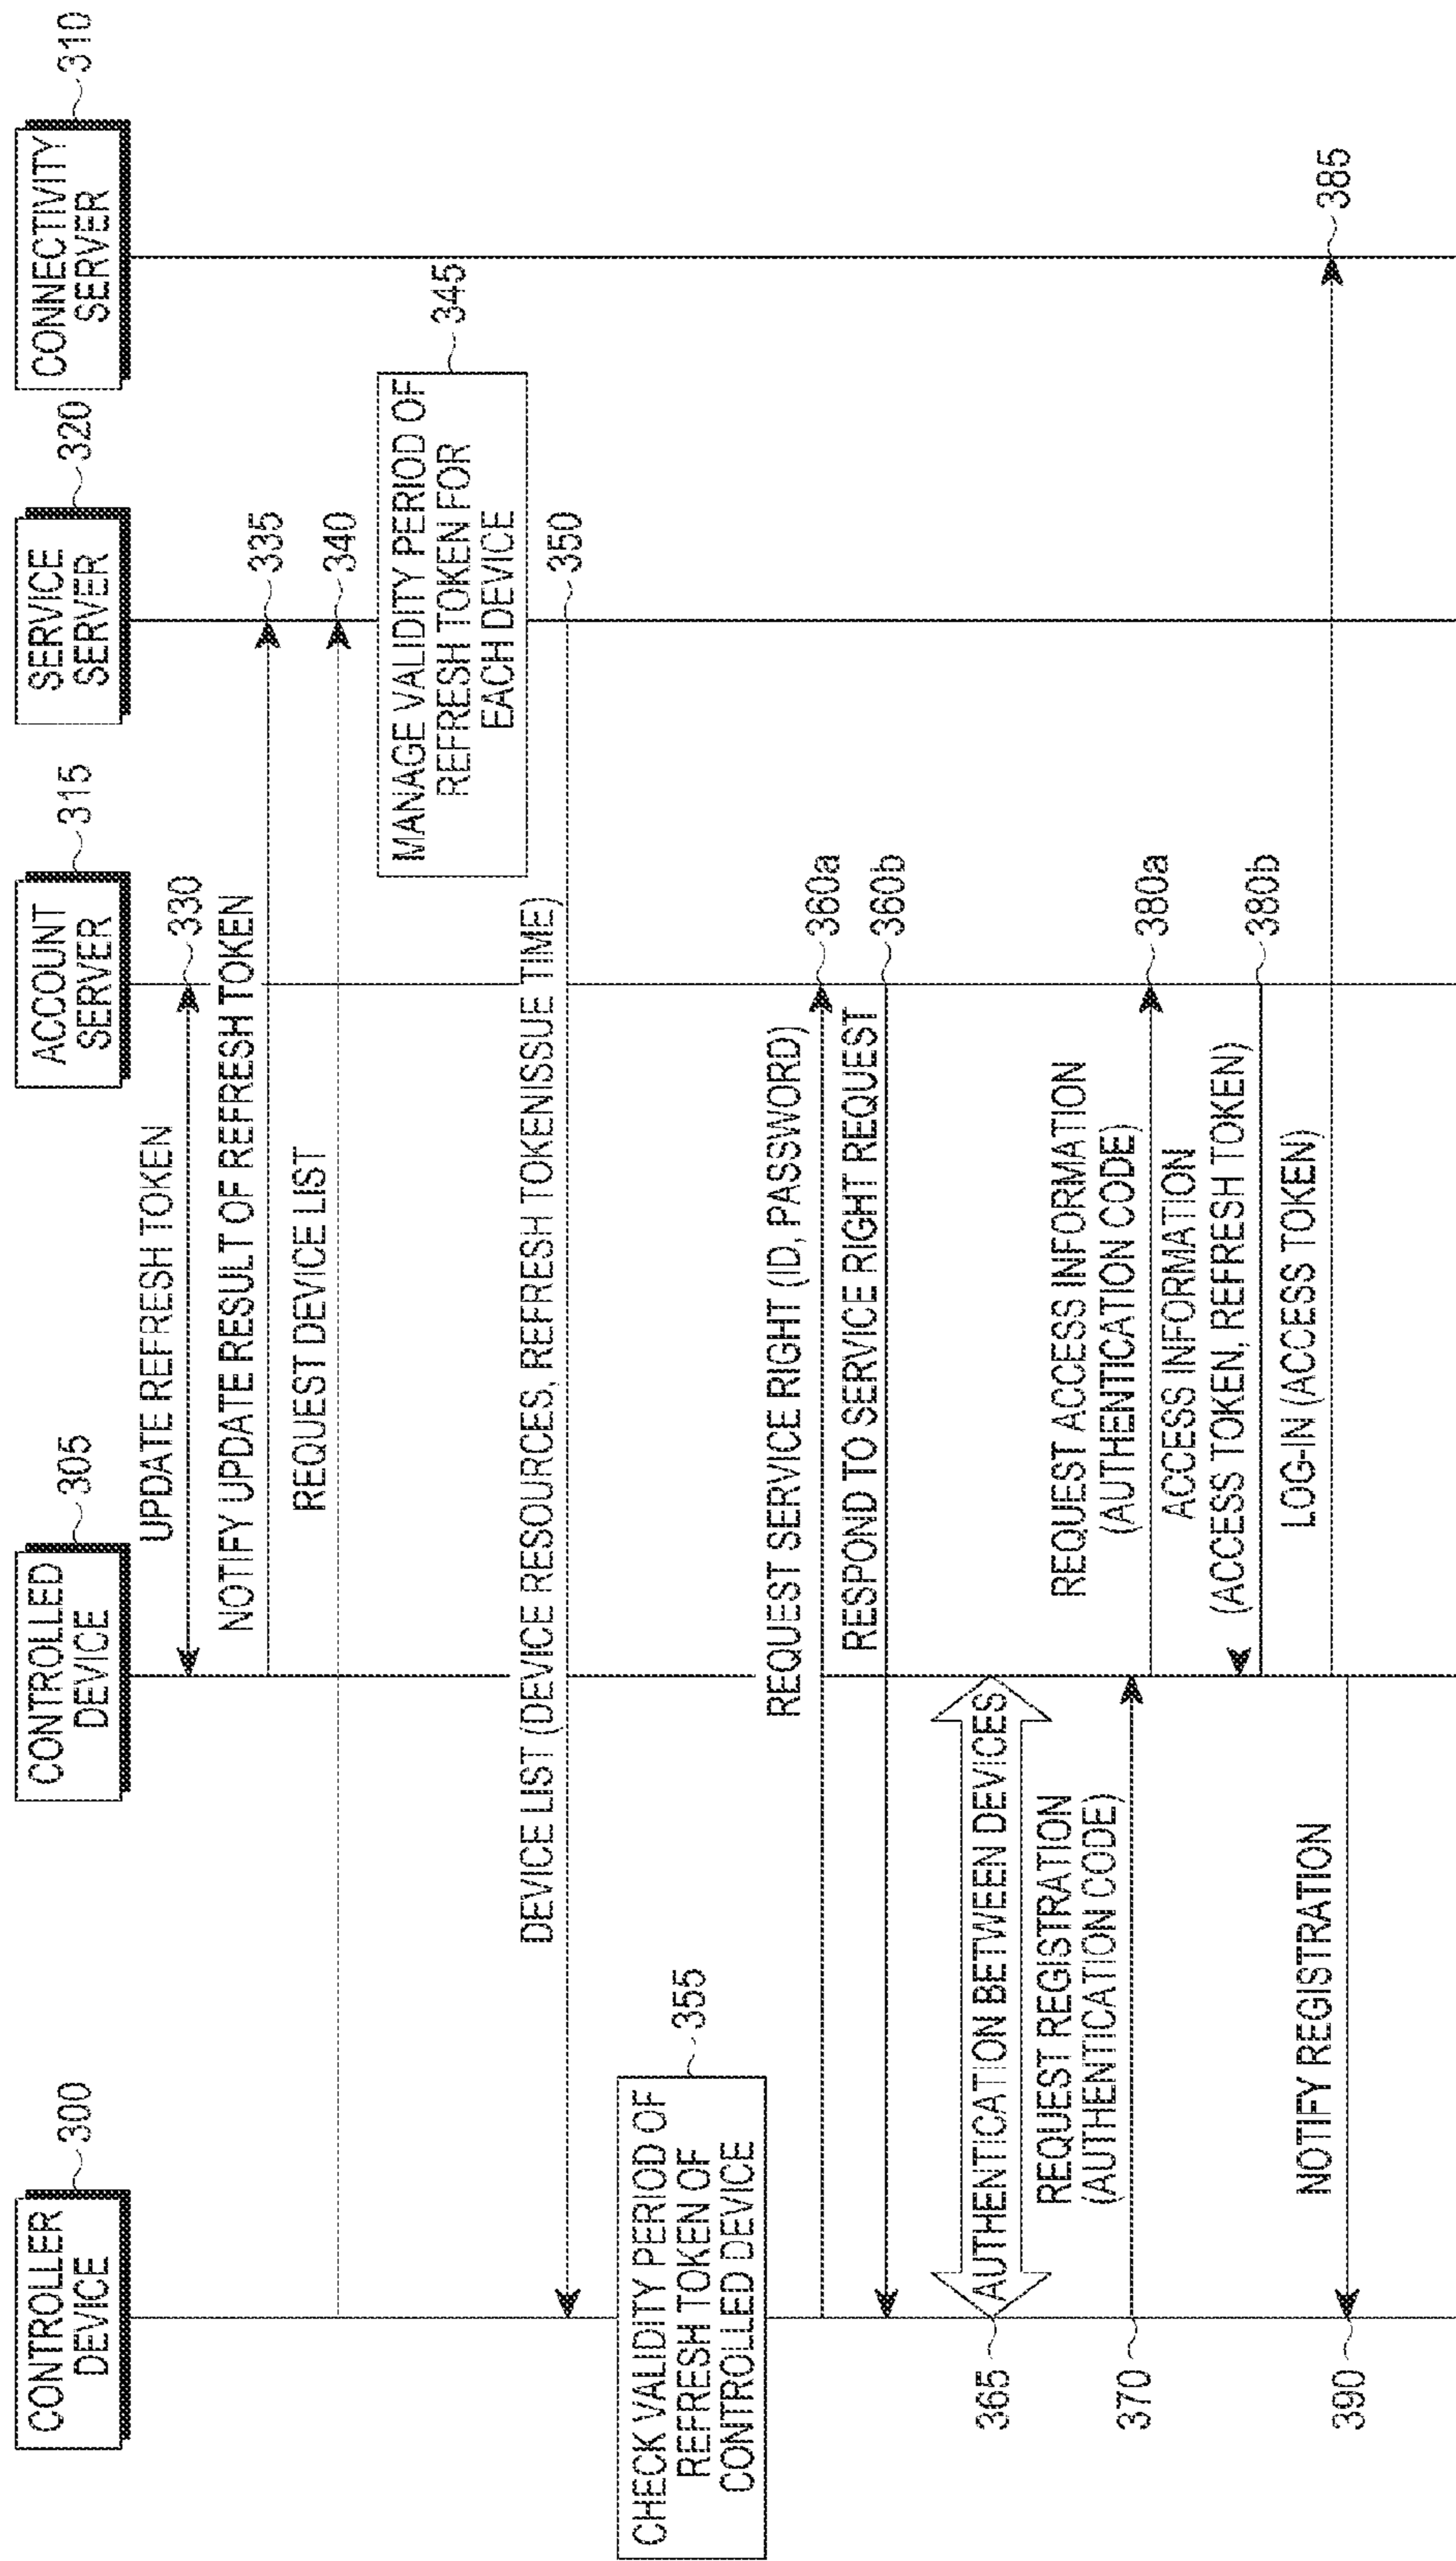 CONTROLLER
DEVICE
300
CONTROLLED
DEVICE
305
ACCOUNT
SERVER
315
SERVICE
SERVER
320
CONNECTIVITY
SERVER
310
UPDATE REFRESH TOKEN
330
NOTIFY UPDATE RESULT OF REFRESH TOKEN
335
REQUEST DEVICE LIST
340
MANAGE VALIDITY PERIOD OF
REFRESH TOKEN FOR
EACH DEVICE
345
DEVICE LIST (DEVICE RESOURCES, REFRESH TOKENISSUE TIME)
350
CHECK VALIDITY PERIOD OF
REFRESH TOKEN OF
CONTROLLED DEVICE
355
REQUEST SERVICE RIGHT (ID, PASSWORD)
360a
RESPOND TO SERVICE RIGHT REQUEST
360b
365
AUTHENTICATION BETWEEN DEVICES
REQUEST REGISTRATION
(AUTHENTICATION CODE)
370
REQUEST ACCESS INFORMATION
(AUTHENTICATION CODE)
380a
ACCESS INFORMATION
(ACCESS TOKEN, REFRESH TOKEN)
380b
LOG-IN (ACCESS TOKEN)
385
NOTIFY REGISTRATION
390